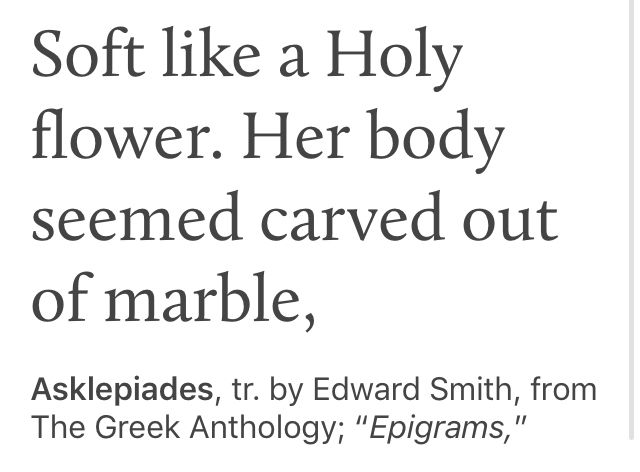 Soft like a Holy
flower. Her body
seemed carved out
of marble,
Asklepiades, tr. by Edward Smith, from
The Greek Anthology; “Epigrams,”